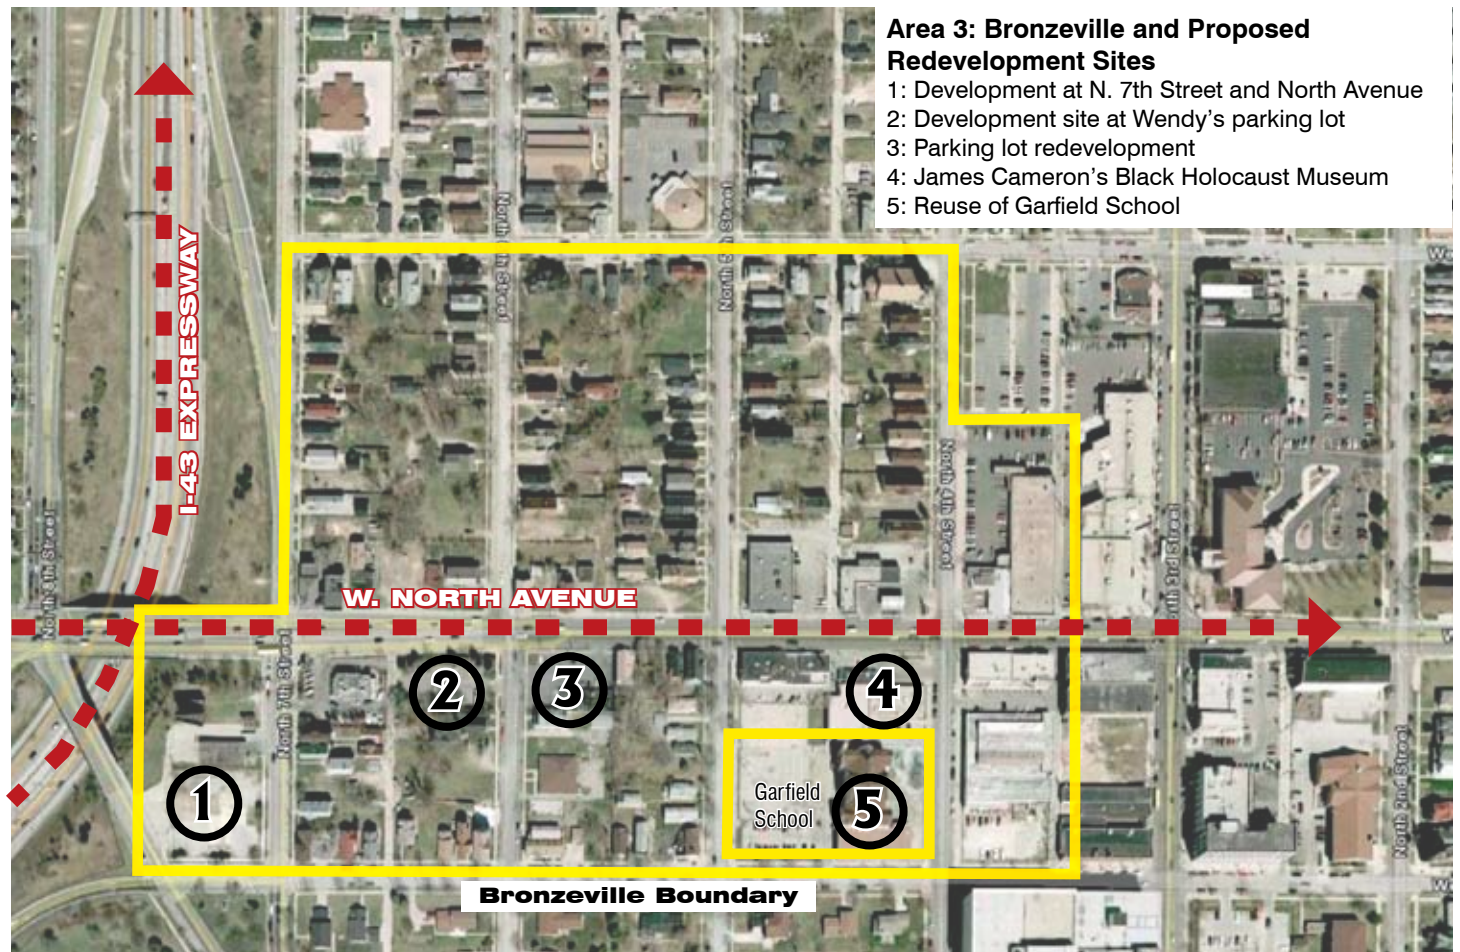 Area 3: Bronzeville and Proposed
Redevelopment Sites
1: Development at N. 7th Street and North Avenue
2: Development site at Wendy's parking lot
3: Parking lot redevelopment
4: James Cameron's Black Holocaust Museum
5: Reuse of Garfield School
I-43 EXPRESSWAY
North 5th Street
North 4th Street
North 8th Street
North 3rd Street
W. NORTH AVENUE
North 7th Street
2
3
4
1
Garfield
School
5
North 2nd Street
Bronzeville Boundary